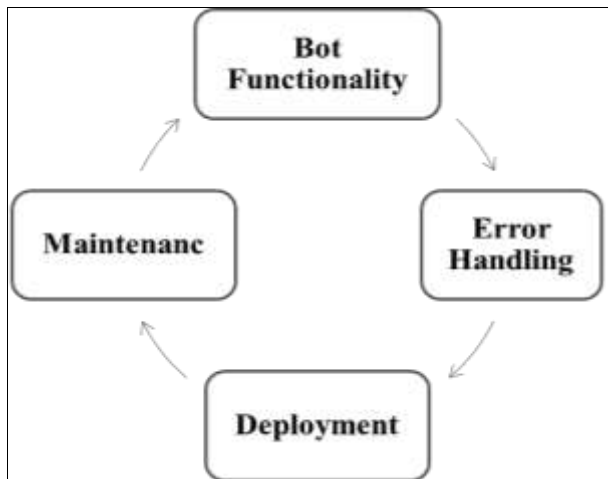 Bot
Functionality
Error
Handling
Deployment
Maintenanc